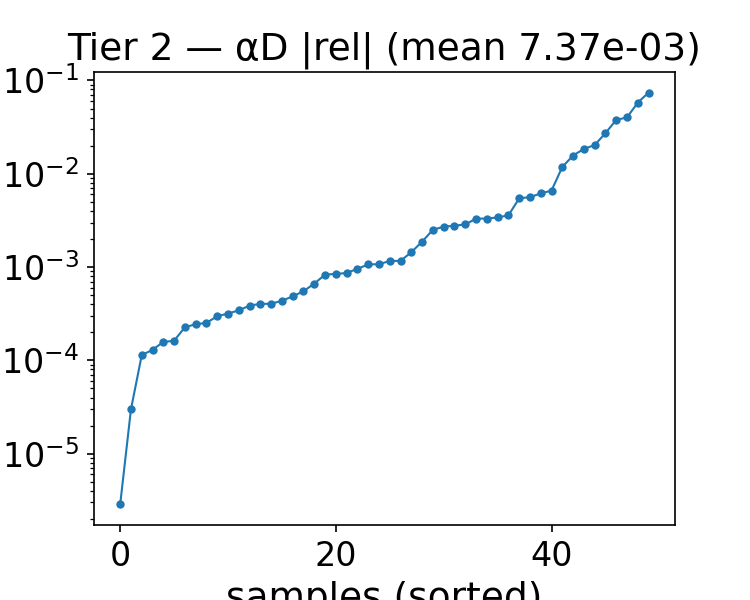 Tier 2 — αD |rel| (mean 7.37e-03)
10⁻¹
10⁻²
10⁻³
10⁻⁴
10⁻⁵
0 20 40
samples (sorted)